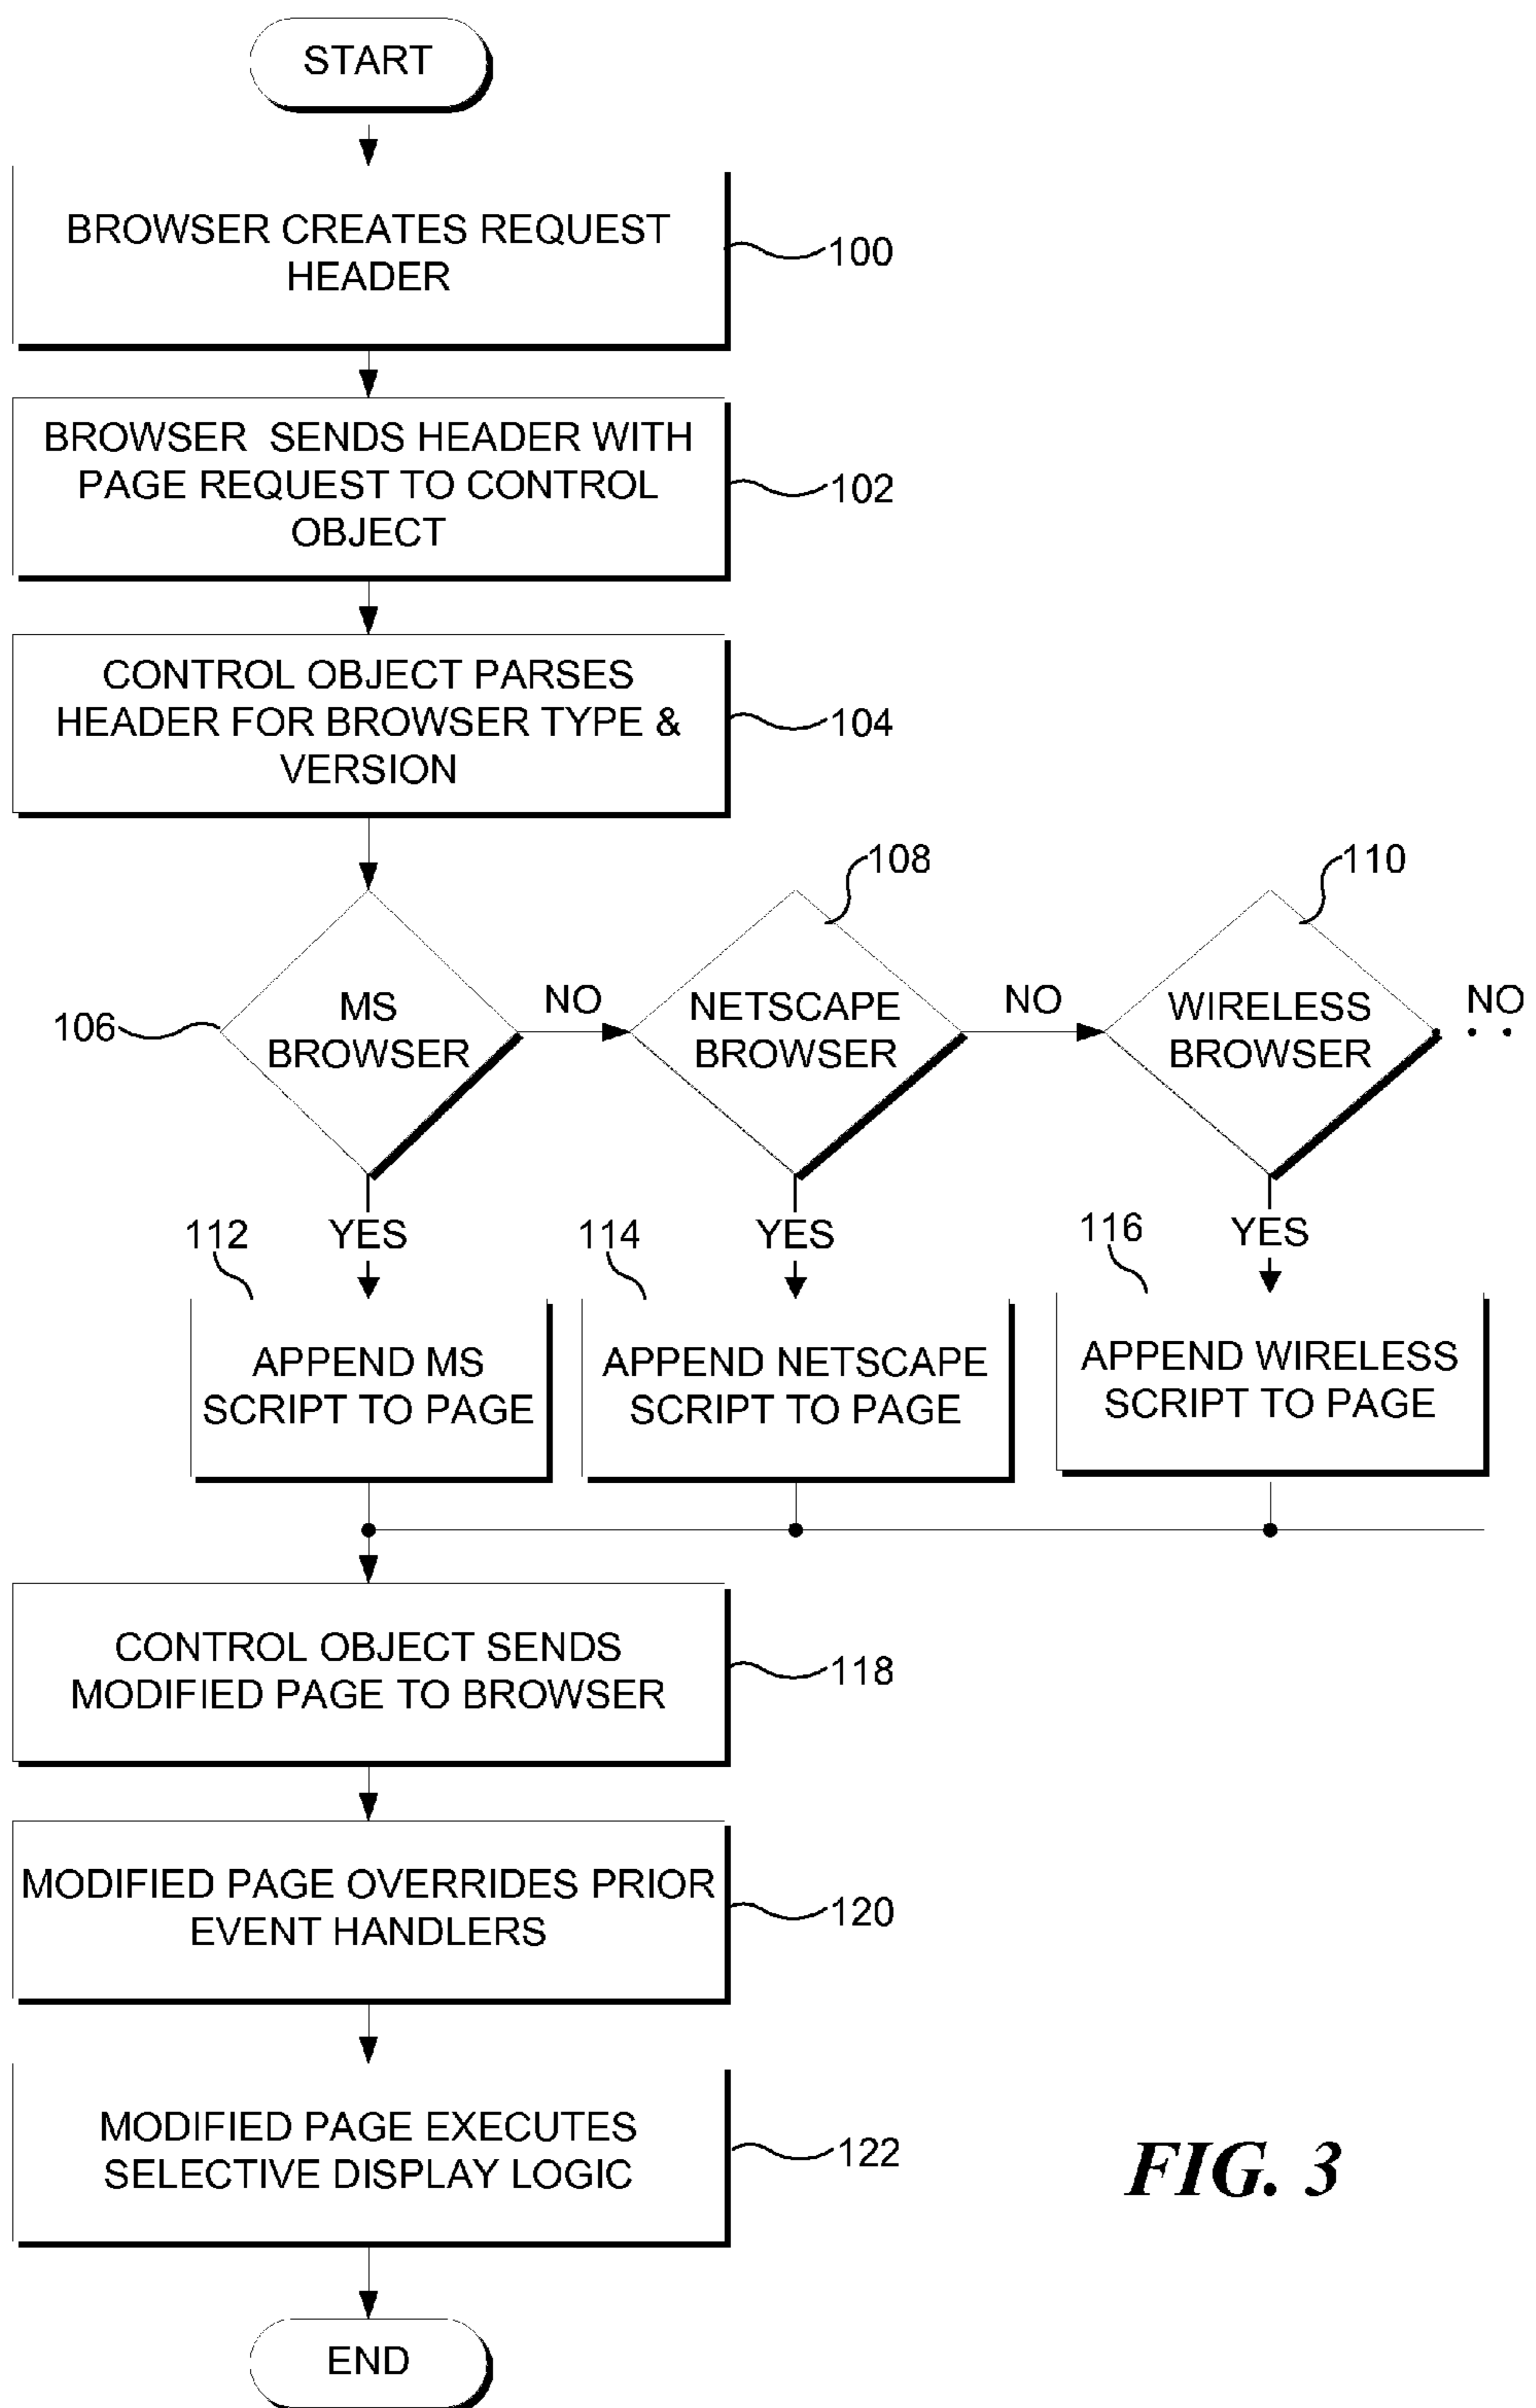 START
BROWSER CREATES REQUEST
HEADER
100
BROWSER SENDS HEADER WITH
PAGE REQUEST TO CONTROL
OBJECT
102
CONTROL OBJECT PARSES
HEADER FOR BROWSER TYPE &
VERSION
104
106
MS
BROWSER
NO
108
NETSCAPE
BROWSER
NO
110
WIRELESS
BROWSER
NO
112
YES
114
YES
116
YES
APPEND MS
SCRIPT TO PAGE
APPEND NETSCAPE
SCRIPT TO PAGE
APPEND WIRELESS
SCRIPT TO PAGE
CONTROL OBJECT SENDS
MODIFIED PAGE TO BROWSER
118
MODIFIED PAGE OVERRIDES PRIOR
EVENT HANDLERS
120
MODIFIED PAGE EXECUTES
SELECTIVE DISPLAY LOGIC
122
FIG. 3
END